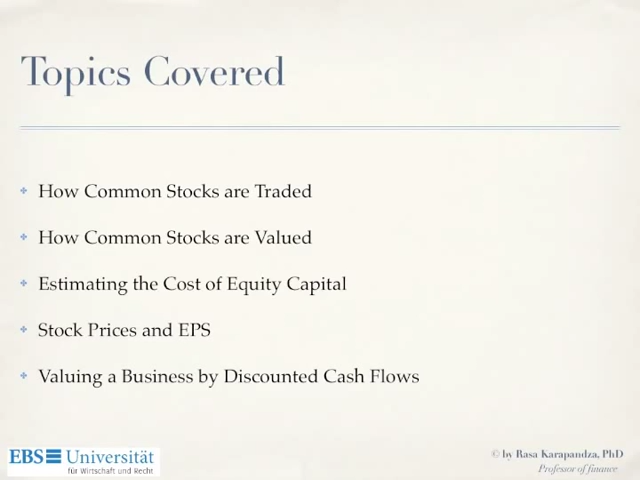 Topics Covered
How Common Stocks are Traded
How Common Stocks are Valued
Estimating the Cost of Equity Capital
Stock Prices and EPS
Valuing a Business by Discounted Cash Flows
EBS Universität
für Wirtschaft und Recht
© by Rasa Karapandza, PhD
Professor of finance